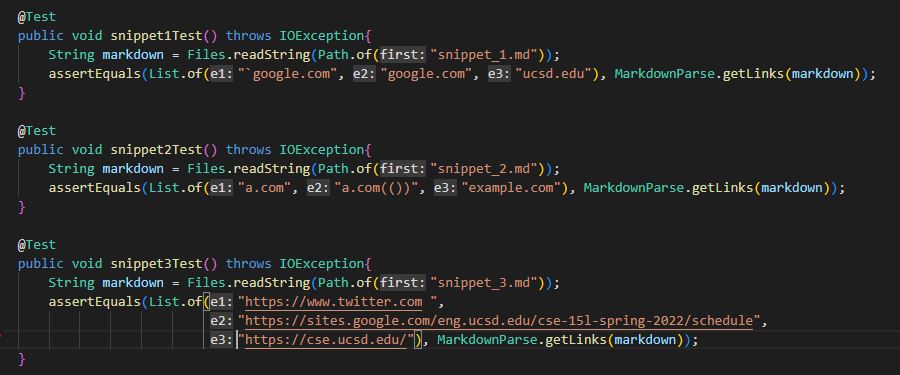 @Test
public void snippet1Test() throws IOException{
    String markdown = Files.readString(Path.of(first: "snippet_1.md"));
    assertEquals(List.of(e1: "`google.com", e2: "google.com", e3: "ucsd.edu"), MarkdownParse.getLinks(markdown));
}

@Test
public void snippet2Test() throws IOException{
    String markdown = Files.readString(Path.of(first: "snippet_2.md"));
    assertEquals(List.of(e1: "a.com", e2: "a.com(())", e3: "example.com"), MarkdownParse.getLinks(markdown));
}

@Test
public void snippet3Test() throws IOException{
    String markdown = Files.readString(Path.of(first: "snippet_3.md"));
    assertEquals(List.of(e1: "https://www.twitter.com ",
                         e2: "https://sites.google.com/eng.ucsd.edu/cse-15l-spring-2022/schedule",
                         e3: "https://cse.ucsd.edu/"), MarkdownParse.getLinks(markdown));
}